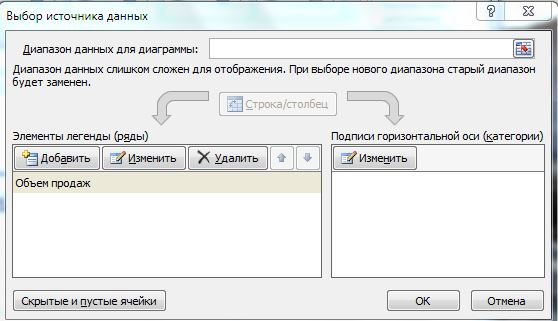 Выбор источника данных
Диапазон данных для диаграммы:
Диапазон данных слишком сложен для отображения. При выборе нового диапазона старый диапазон
будет заменен.
Строка/столбец
Элементы легенды (ряды)
Добавить Изменить Удалить
Объем продаж
Подписи горизонтальной оси (категории)
Изменить
Скрытые и пустые ячейки
ОК Отмена